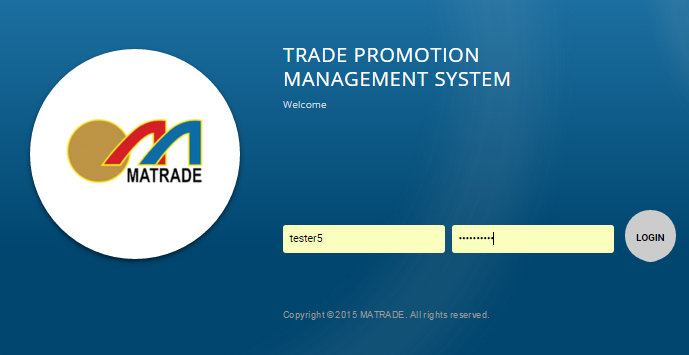 TRADE PROMOTION
MANAGEMENT SYSTEM
Welcome
MATRADE
tester5
••••••••••
LOGIN
Copyright ©2015 MATRADE. All rights reserved.